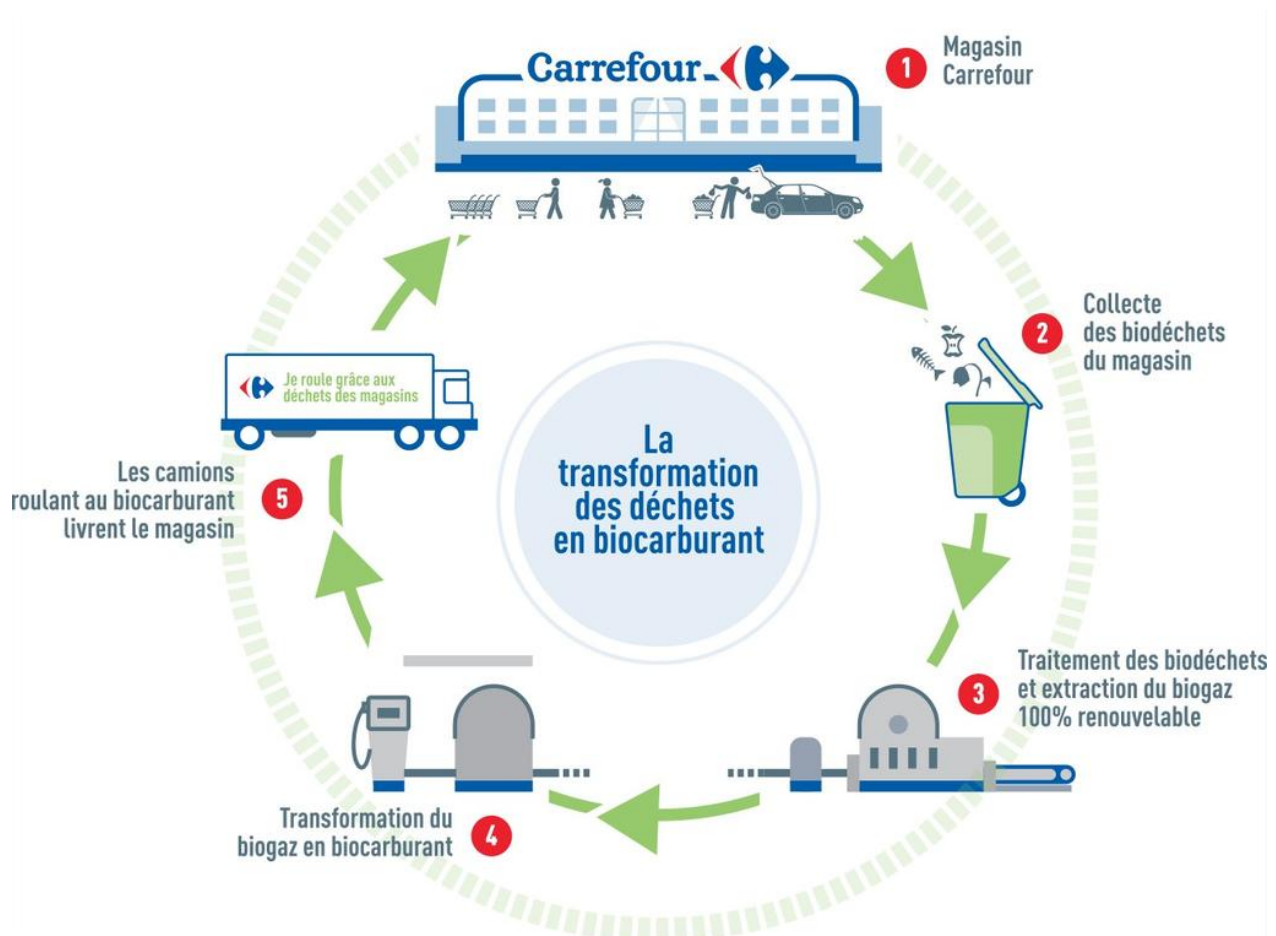 Carrefour
1
Magasin
Carrefour
2
Collecte
des biodéchets
du magasin
3
Traitement des biodéchets
et extraction du biogaz
100% renouvelable
4
Transformation du
biogaz en biocarburant
5
Les camions
roulant au biocarburant
livrent le magasin
Je roule grâce aux
déchets des magasins
La
transformation
des déchets
en biocarburant